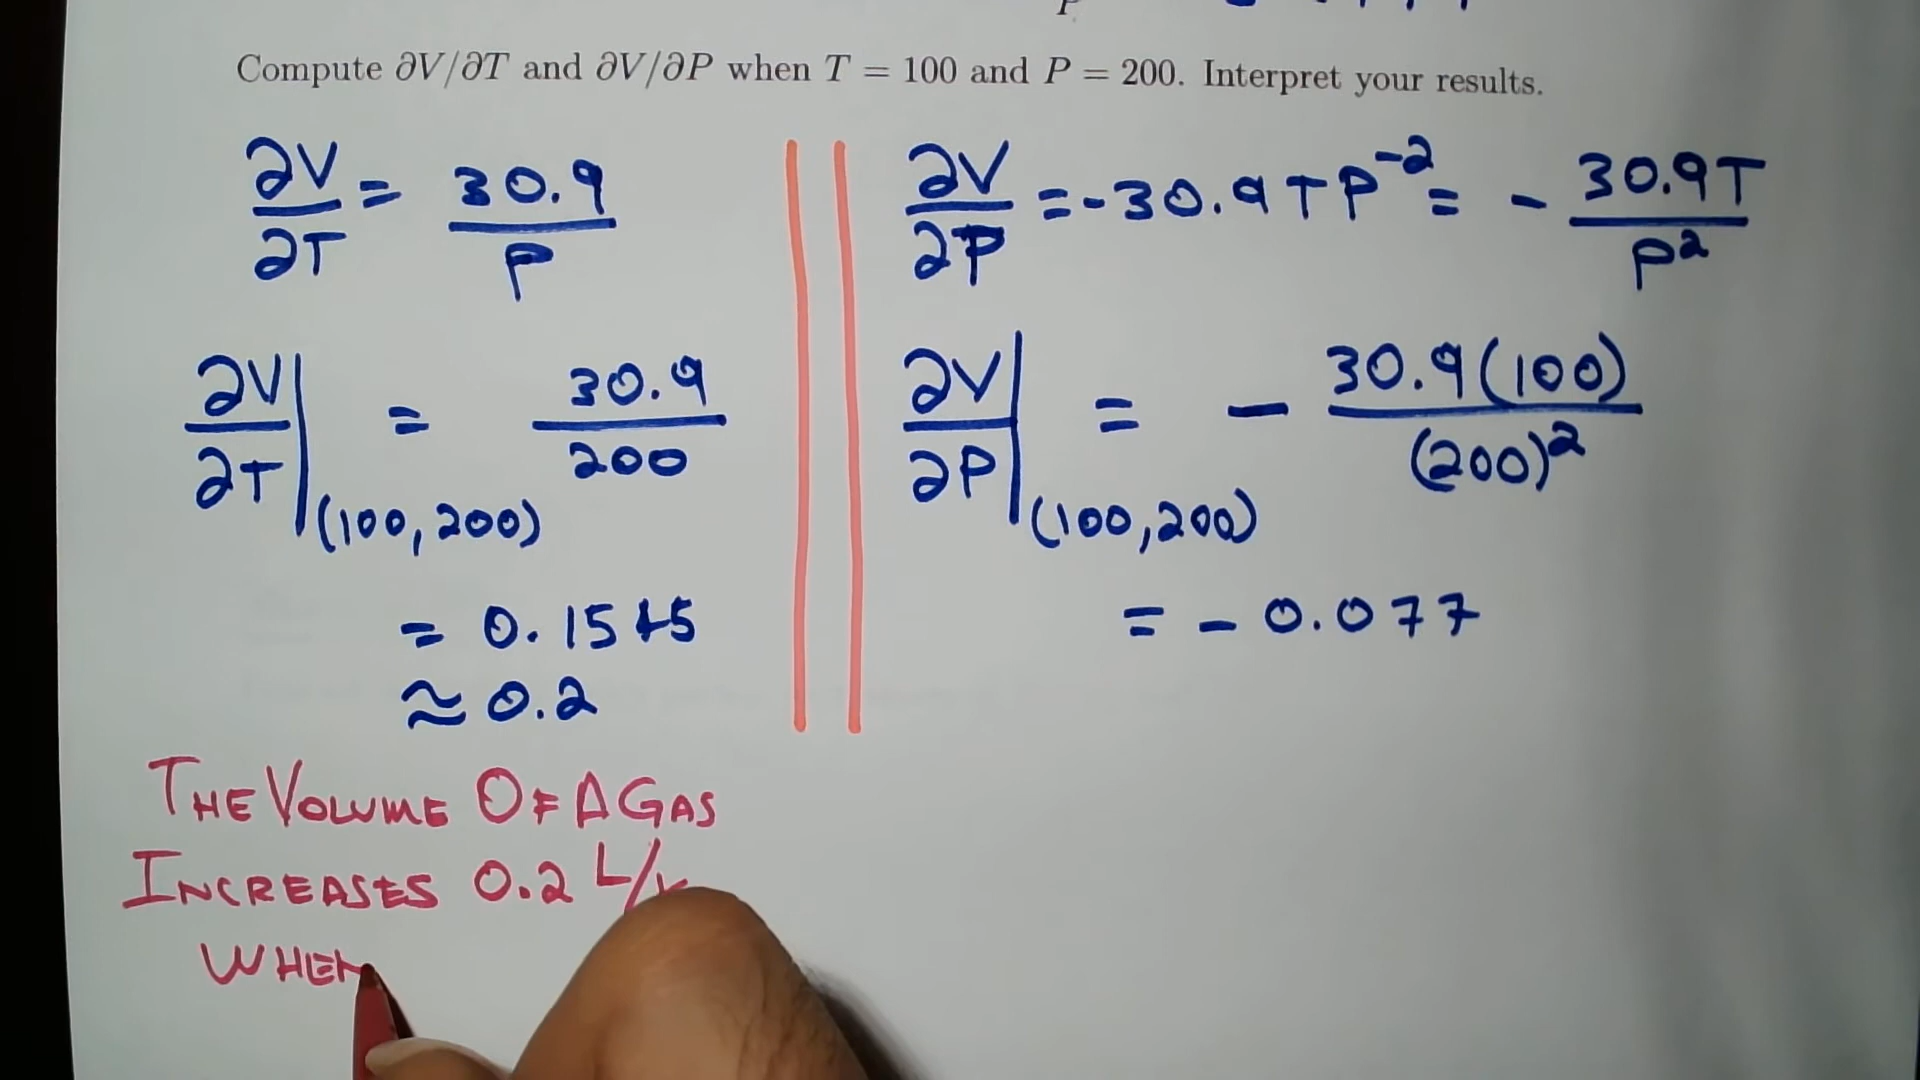 P
Compute ∂V/∂T and ∂V/∂P when T = 100 and P = 200. Interpret your results.
∂V/∂T = 30.9/P
∂V/∂P = -30.9TP^-2 = - 30.9T/P^2
∂V/∂T|(100,200) = 30.9/200
∂V/∂P|(100,200) = - 30.9(100)/(200)^2
= 0.1545
= - 0.077
≈ 0.2
THE VOLUME OF A GAS
INCREASES 0.2 L/K
WHEN